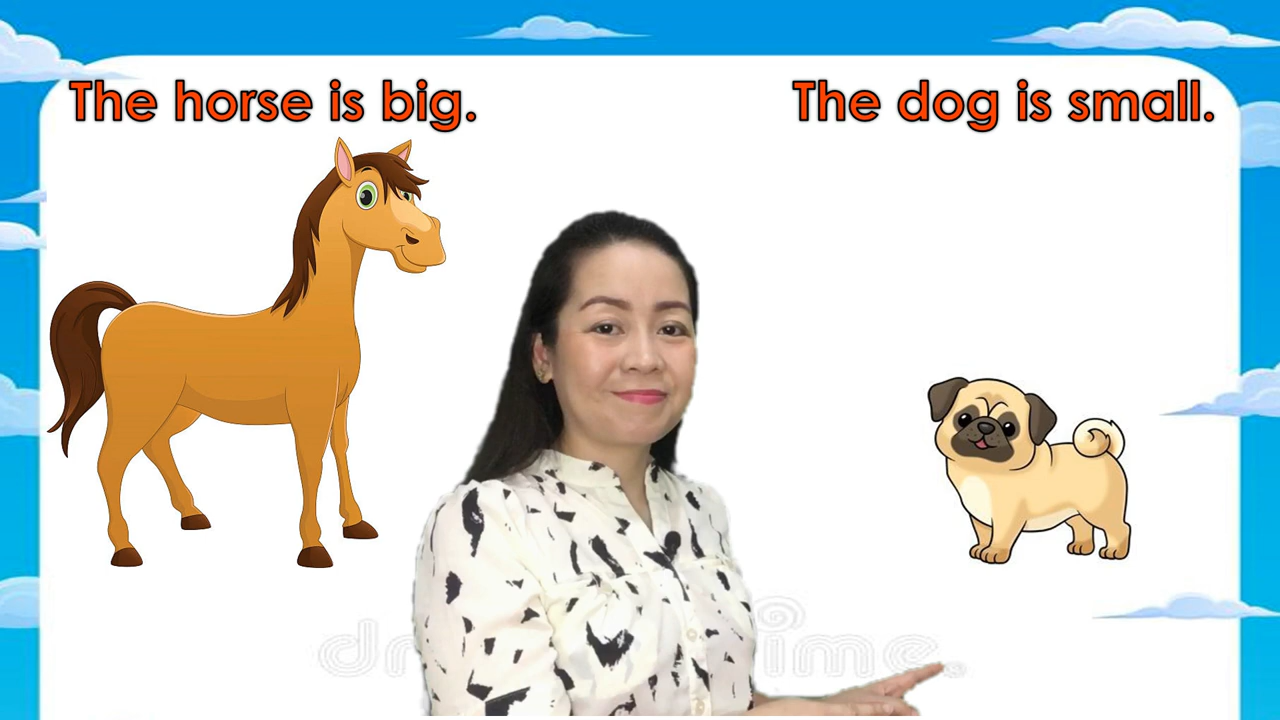 The horse is big.
The dog is small.